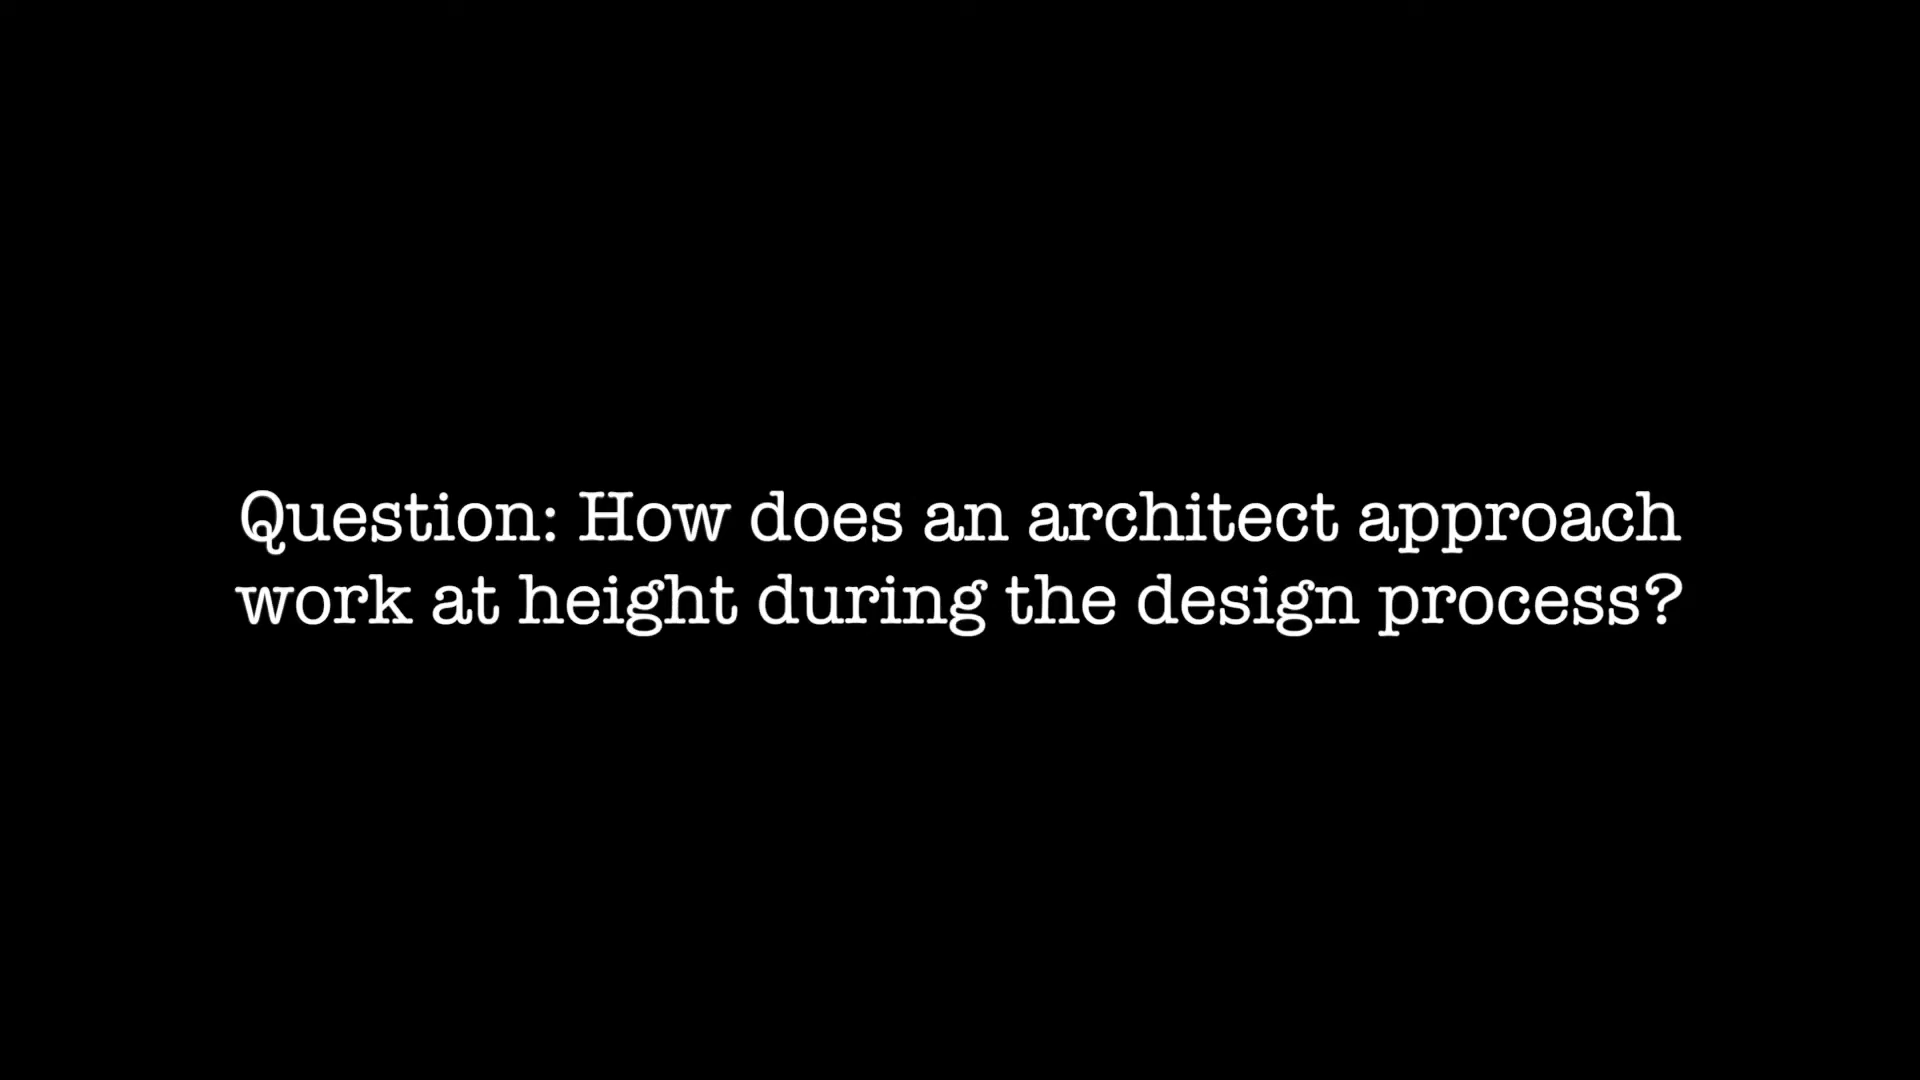 Question: How does an architect approach
work at height during the design process?